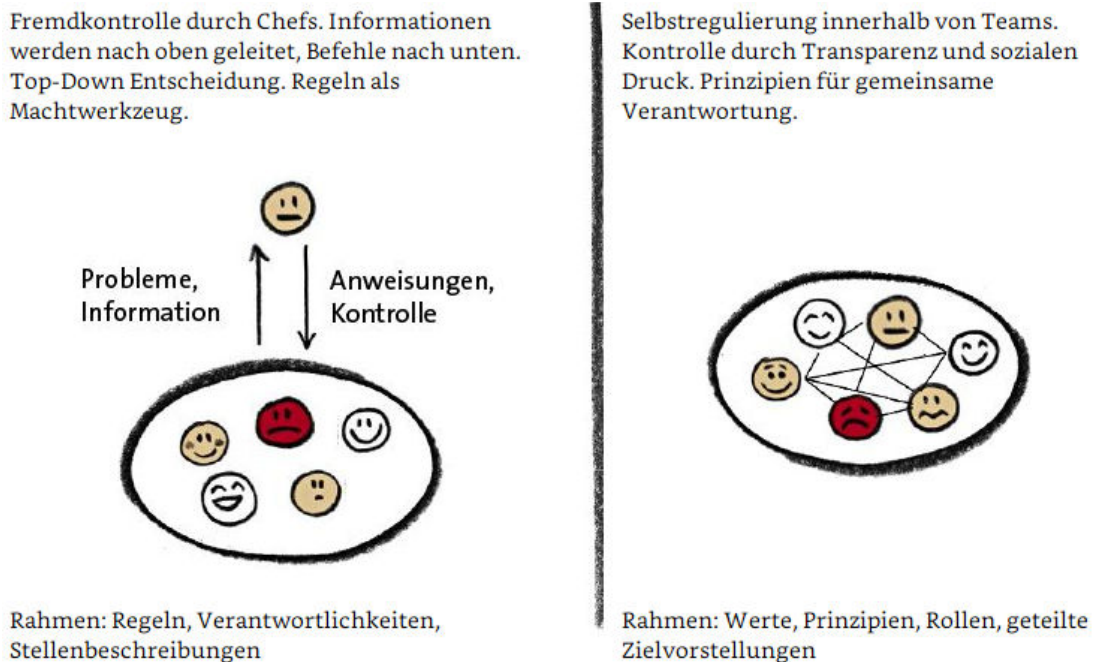 Fremdkontrolle durch Chefs. Informationen
werden nach oben geleitet, Befehle nach unten.
Top-Down Entscheidung. Regeln als
Machtwerkzeug.
Probleme,
Information
Anweisungen,
Kontrolle
Rahmen: Regeln, Verantwortlichkeiten,
Stellenbeschreibungen
Selbstregulierung innerhalb von Teams.
Kontrolle durch Transparenz und sozialen
Druck. Prinzipien für gemeinsame
Verantwortung.
Rahmen: Werte, Prinzipien, Rollen, geteilte
Zielvorstellungen